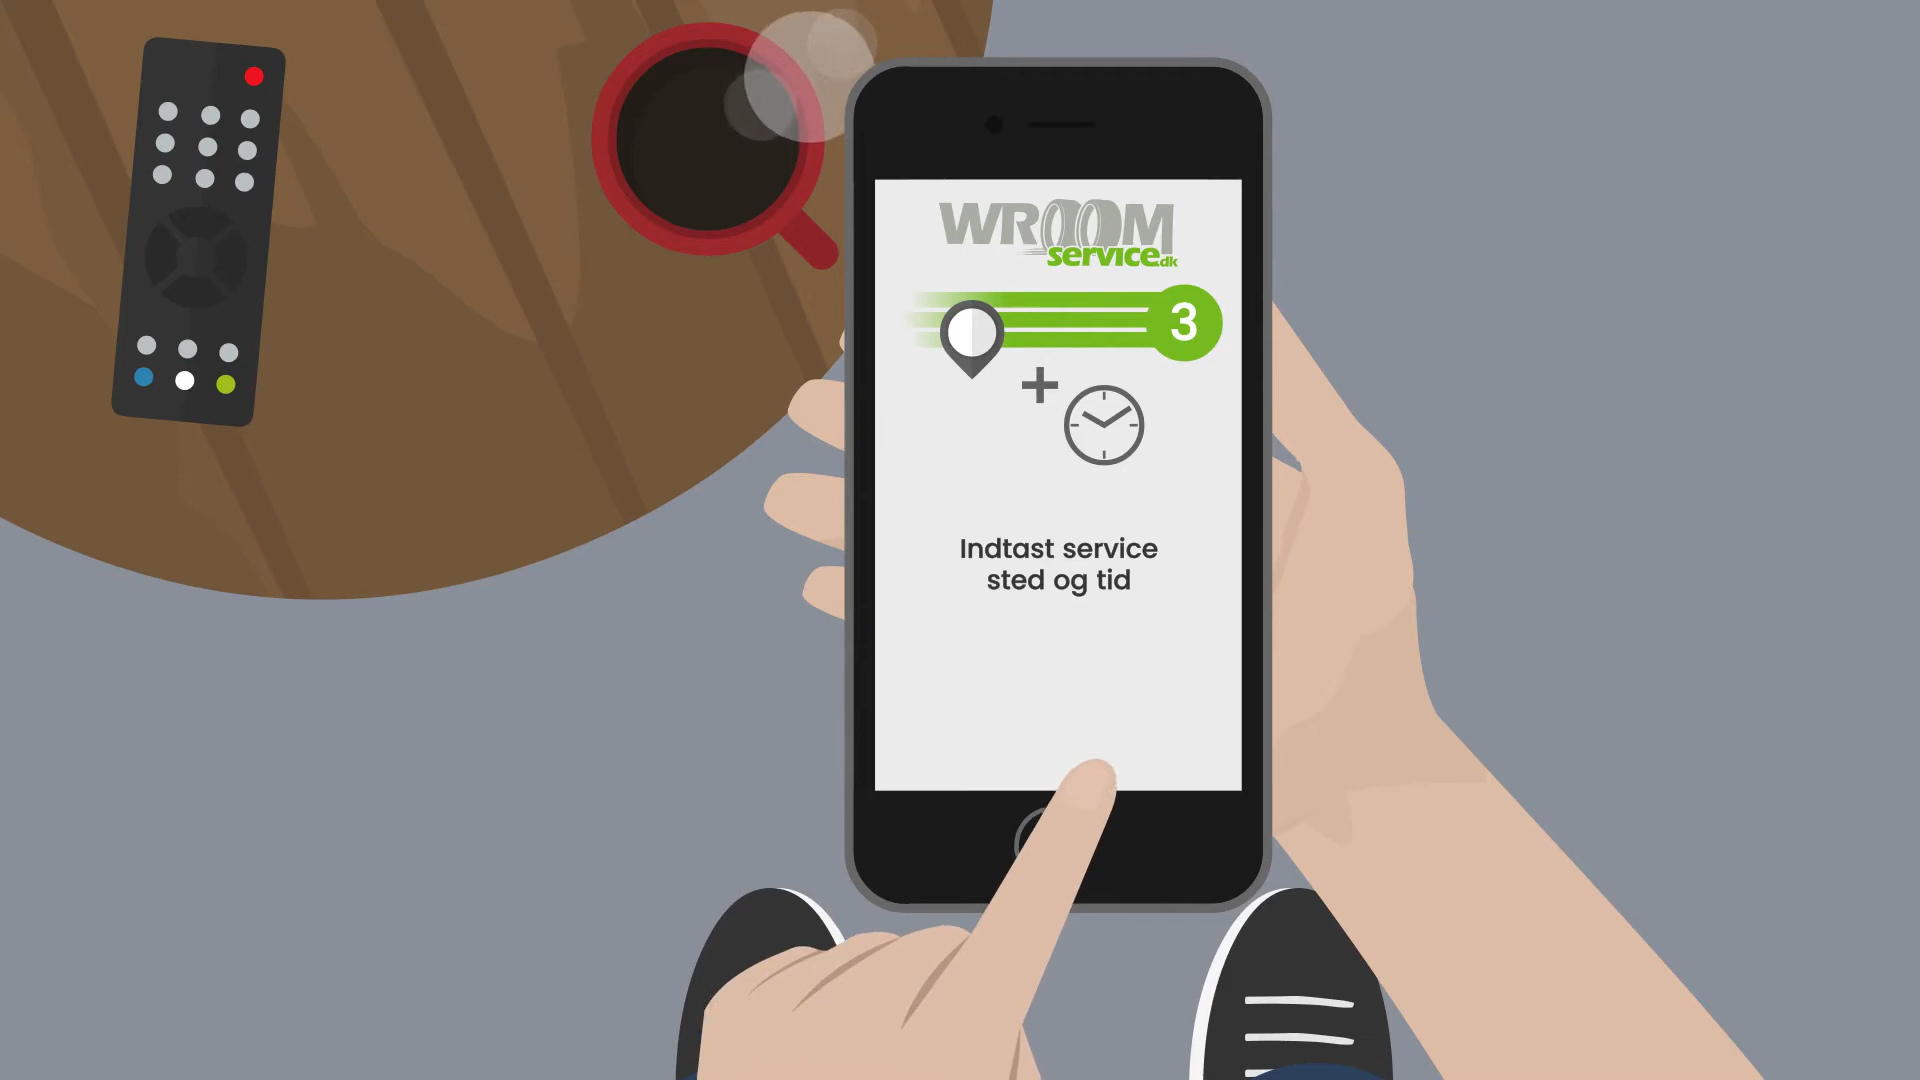 WROOM
service.dk
3
Indtast service
sted og tid